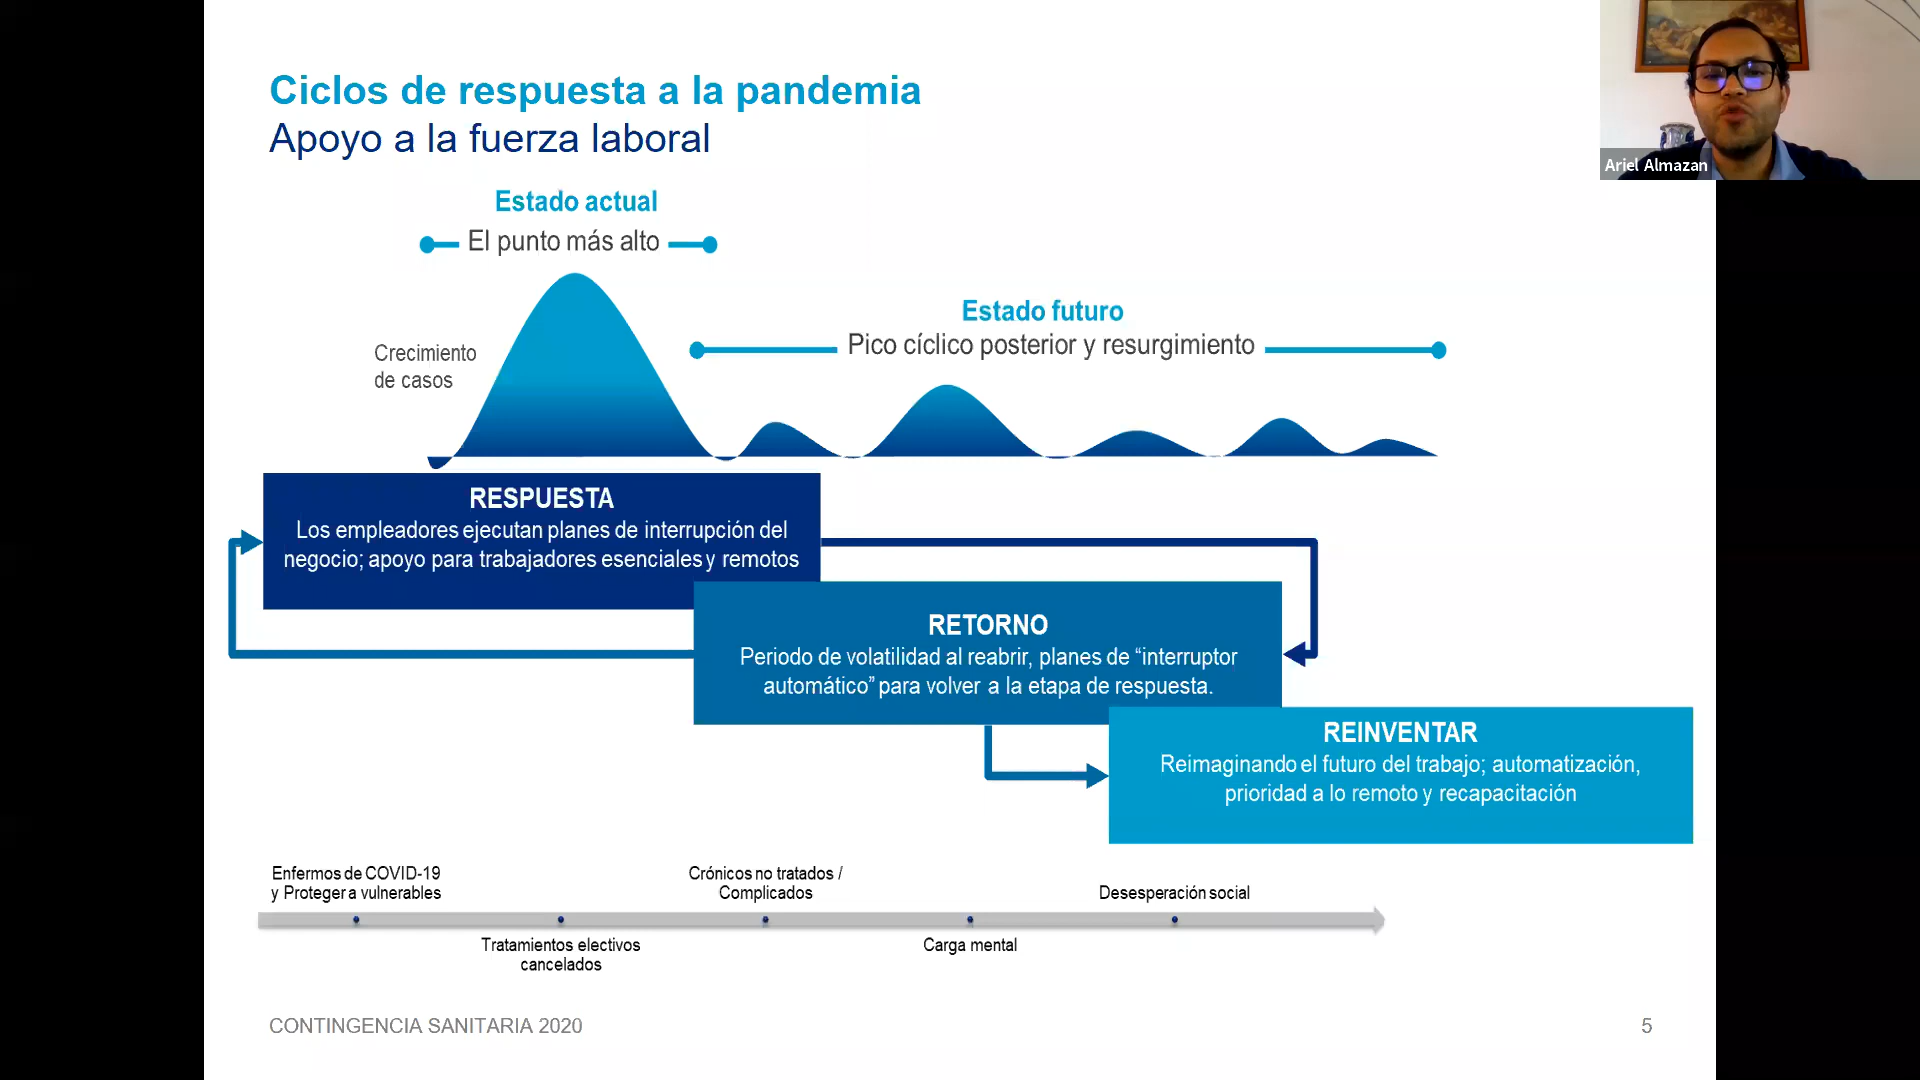 Ciclos de respuesta a la pandemia
Apoyo a la fuerza laboral
Ariel Almazan
Estado actual
El punto más alto
Estado futuro
Pico cíclico posterior y resurgimiento
Crecimiento
de casos
RESPUESTA
Los empleadores ejecutan planes de interrupción del
negocio; apoyo para trabajadores esenciales y remotos
RETORNO
Periodo de volatilidad al reabrir, planes de “interruptor
automático” para volver a la etapa de respuesta.
REINVENTAR
Reimaginando el futuro del trabajo; automatización,
prioridad a lo remoto y recapacitación
Enfermos de COVID-19
y Proteger a vulnerables
Tratamientos electivos
cancelados
Crónicos no tratados /
Complicados
Carga mental
Desesperación social
CONTINGENCIA SANITARIA 2020
5